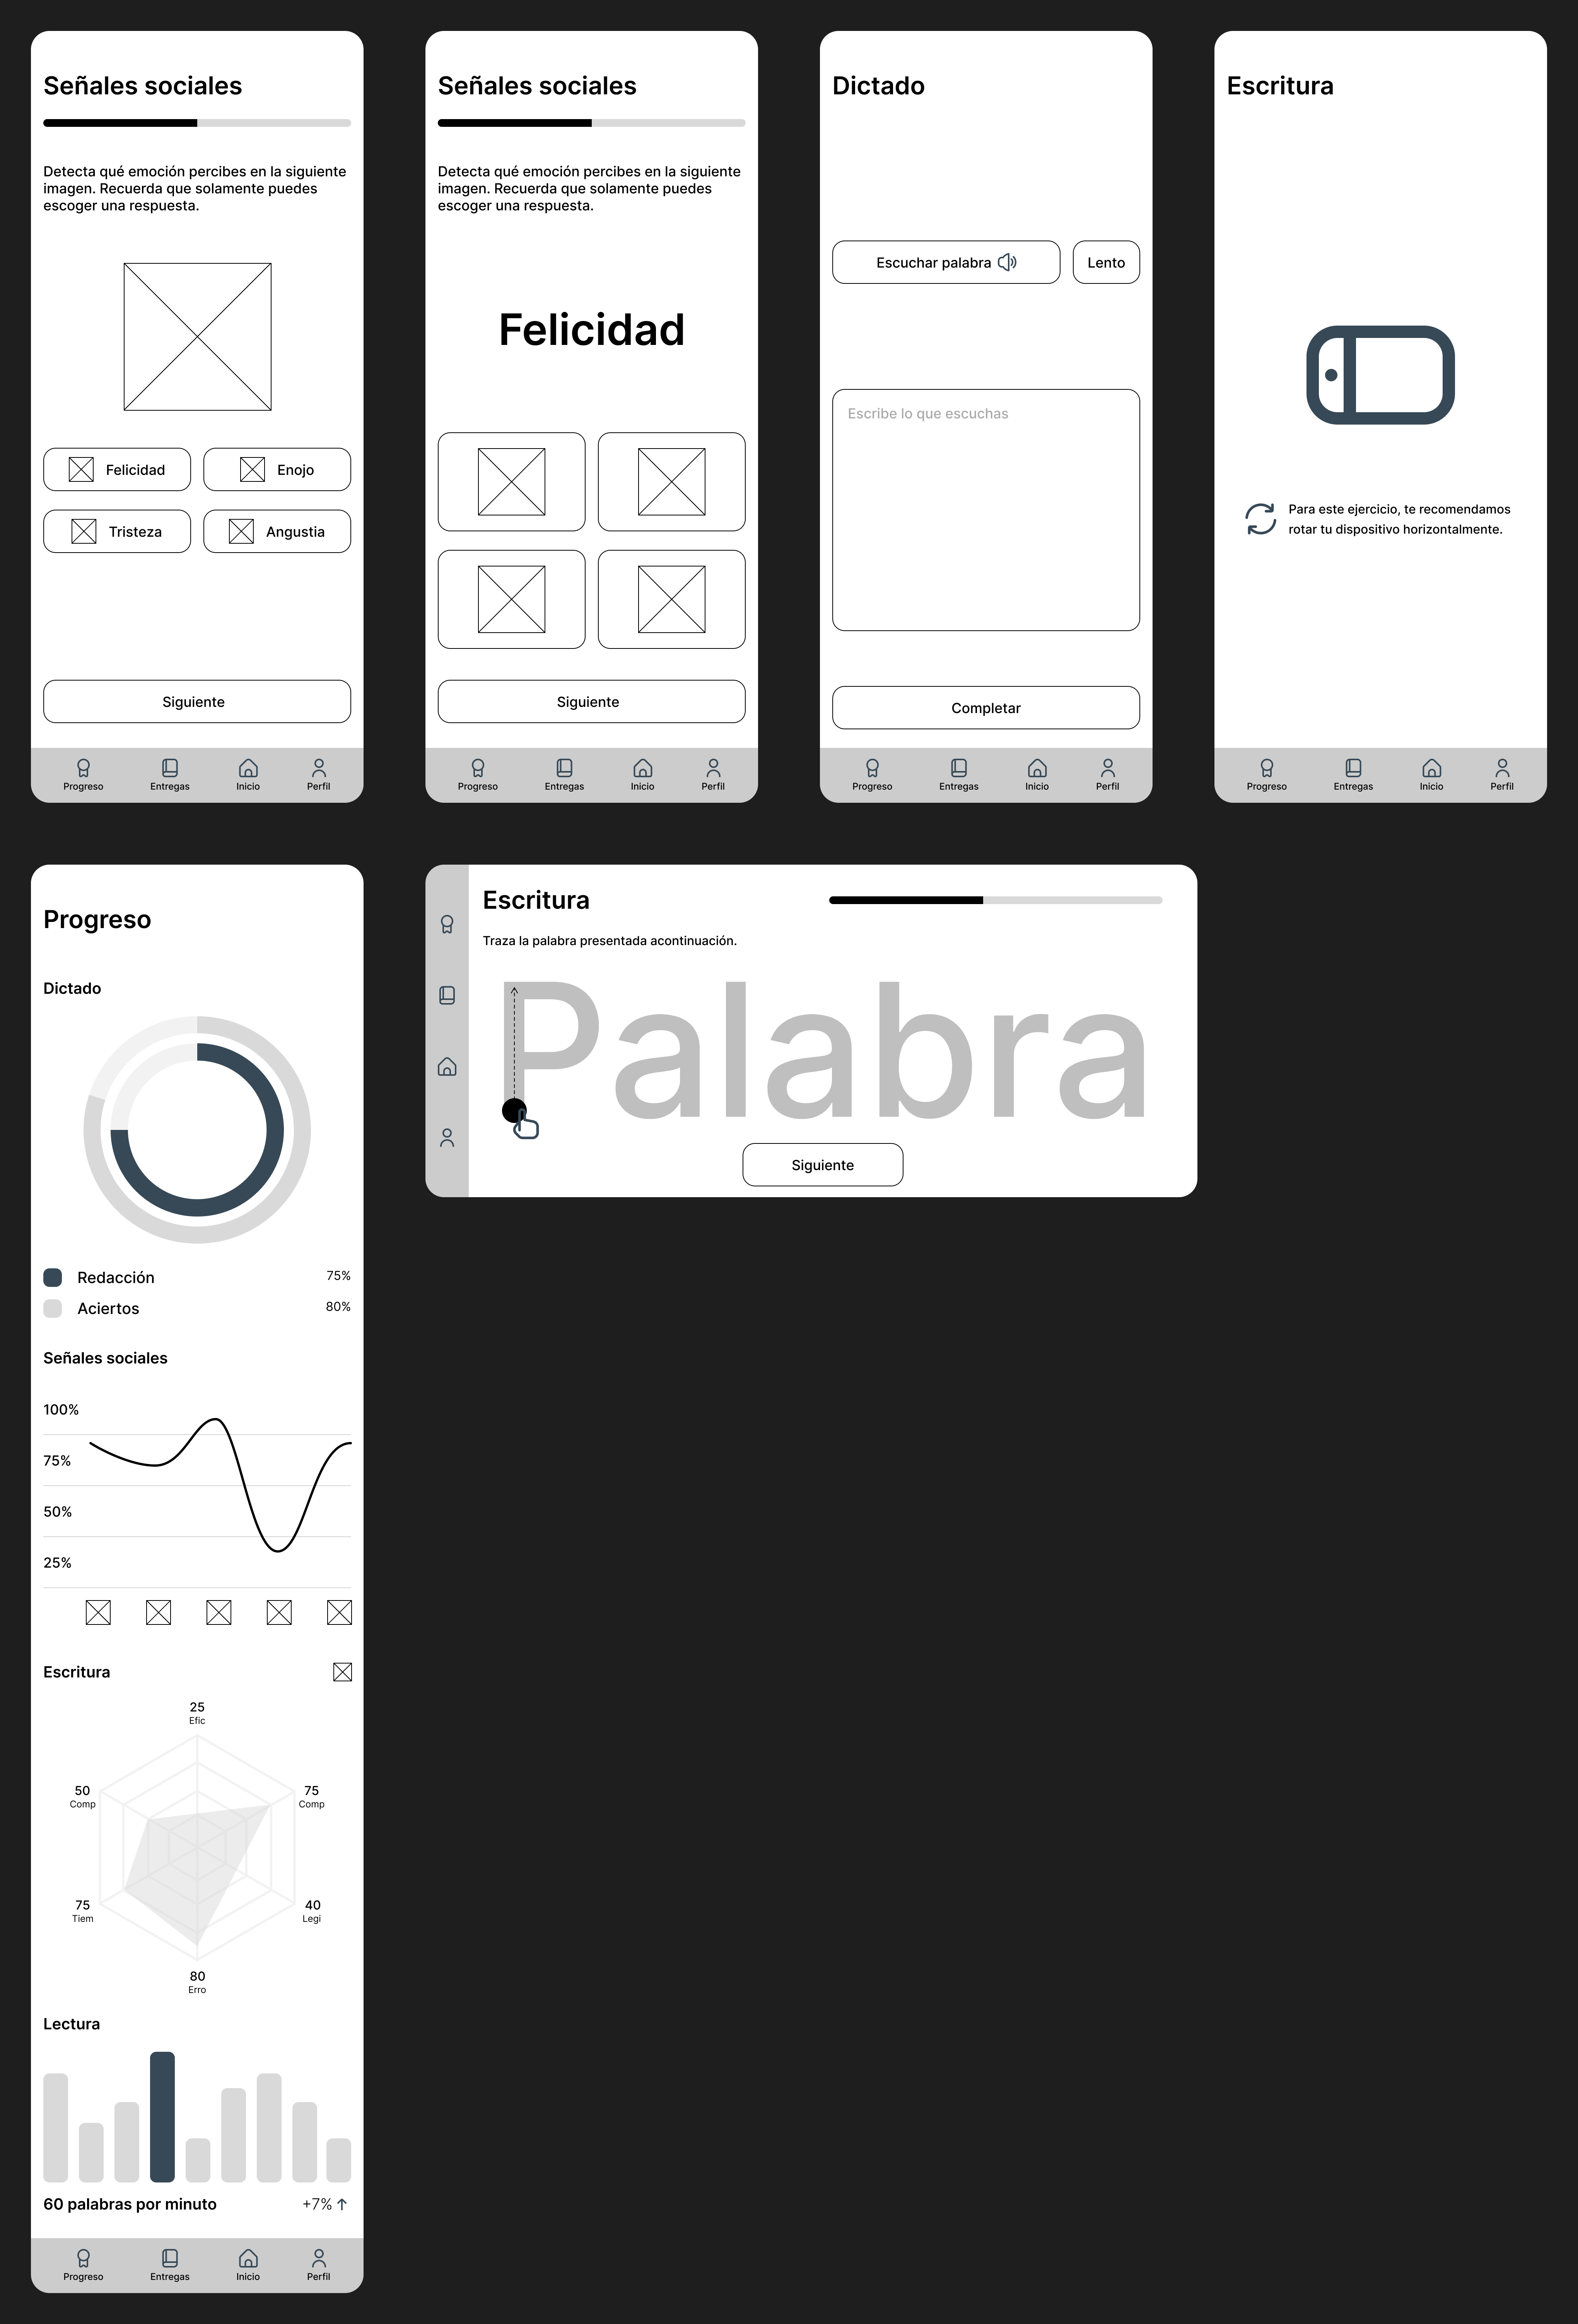 Señales sociales
Detecta qué emoción percibes en la siguiente
imagen. Recuerda que solamente puedes
escoger una respuesta.
Felicidad
Enojo
Tristeza
Angustia
Siguiente
Progreso
Entregas
Inicio
Perfil
Señales sociales
Detecta qué emoción percibes en la siguiente
imagen. Recuerda que solamente puedes
escoger una respuesta.
Felicidad
Siguiente
Progreso
Entregas
Inicio
Perfil
Dictado
Escuchar palabra
Lento
Escribe lo que escuchas
Completar
Progreso
Entregas
Inicio
Perfil
Escritura
Para este ejercicio, te recomendamos
rotar tu dispositivo horizontalmente.
Progreso
Entregas
Inicio
Perfil
Progreso
Dictado
Redacción 75%
Aciertos 80%
Señales sociales
100%
75%
50%
25%
Escritura
25
Efic
50
Comp
75
Comp
75
Tiem
40
Legi
80
Erro
Lectura
60 palabras por minuto +7%
Progreso
Entregas
Inicio
Perfil
Escritura
Traza la palabra presentada acontinuación.
Palabra
Siguiente